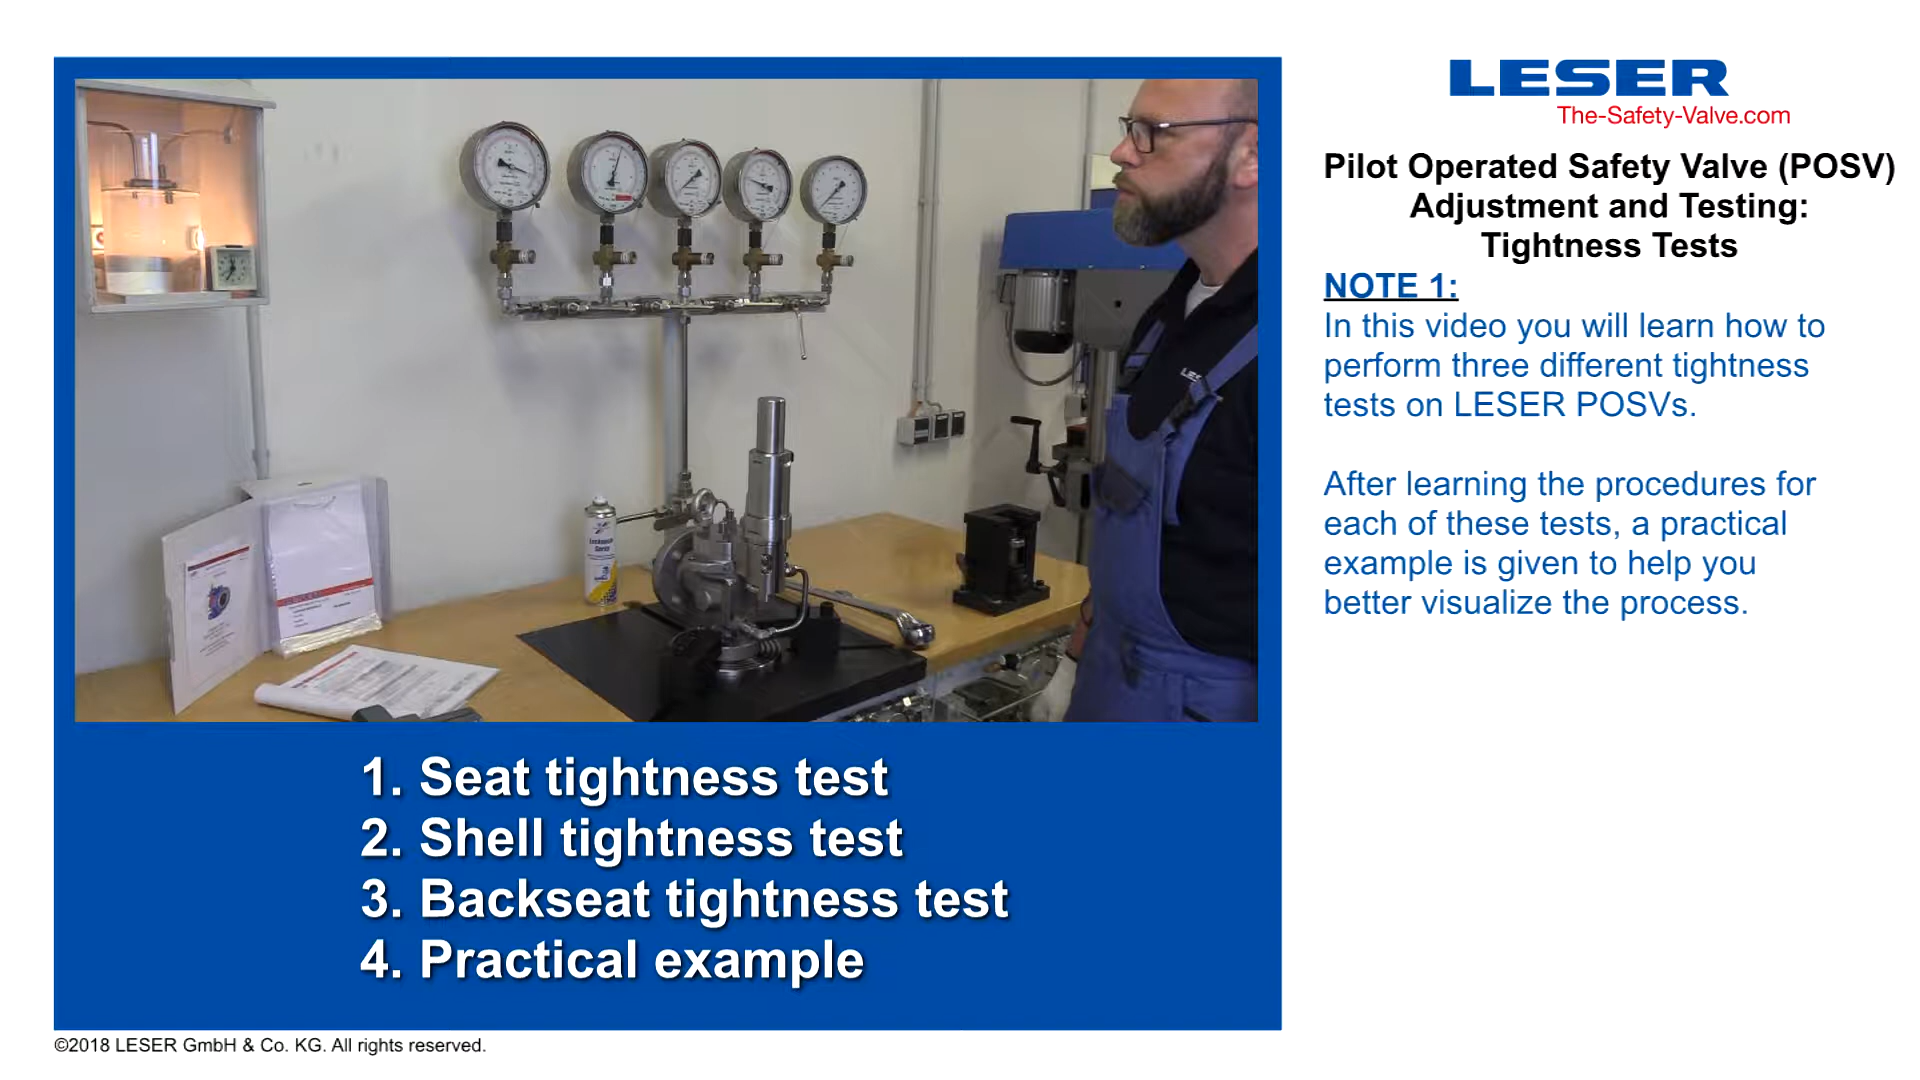 LESER
The-Safety-Valve.com
Pilot Operated Safety Valve (POSV)
Adjustment and Testing:
Tightness Tests
NOTE 1:
In this video you will learn how to
perform three different tightness
tests on LESER POSVs.
After learning the procedures for
each of these tests, a practical
example is given to help you
better visualize the process.
1. Seat tightness test
2. Shell tightness test
3. Backseat tightness test
4. Practical example
©2018 LESER GmbH & Co. KG. All rights reserved.